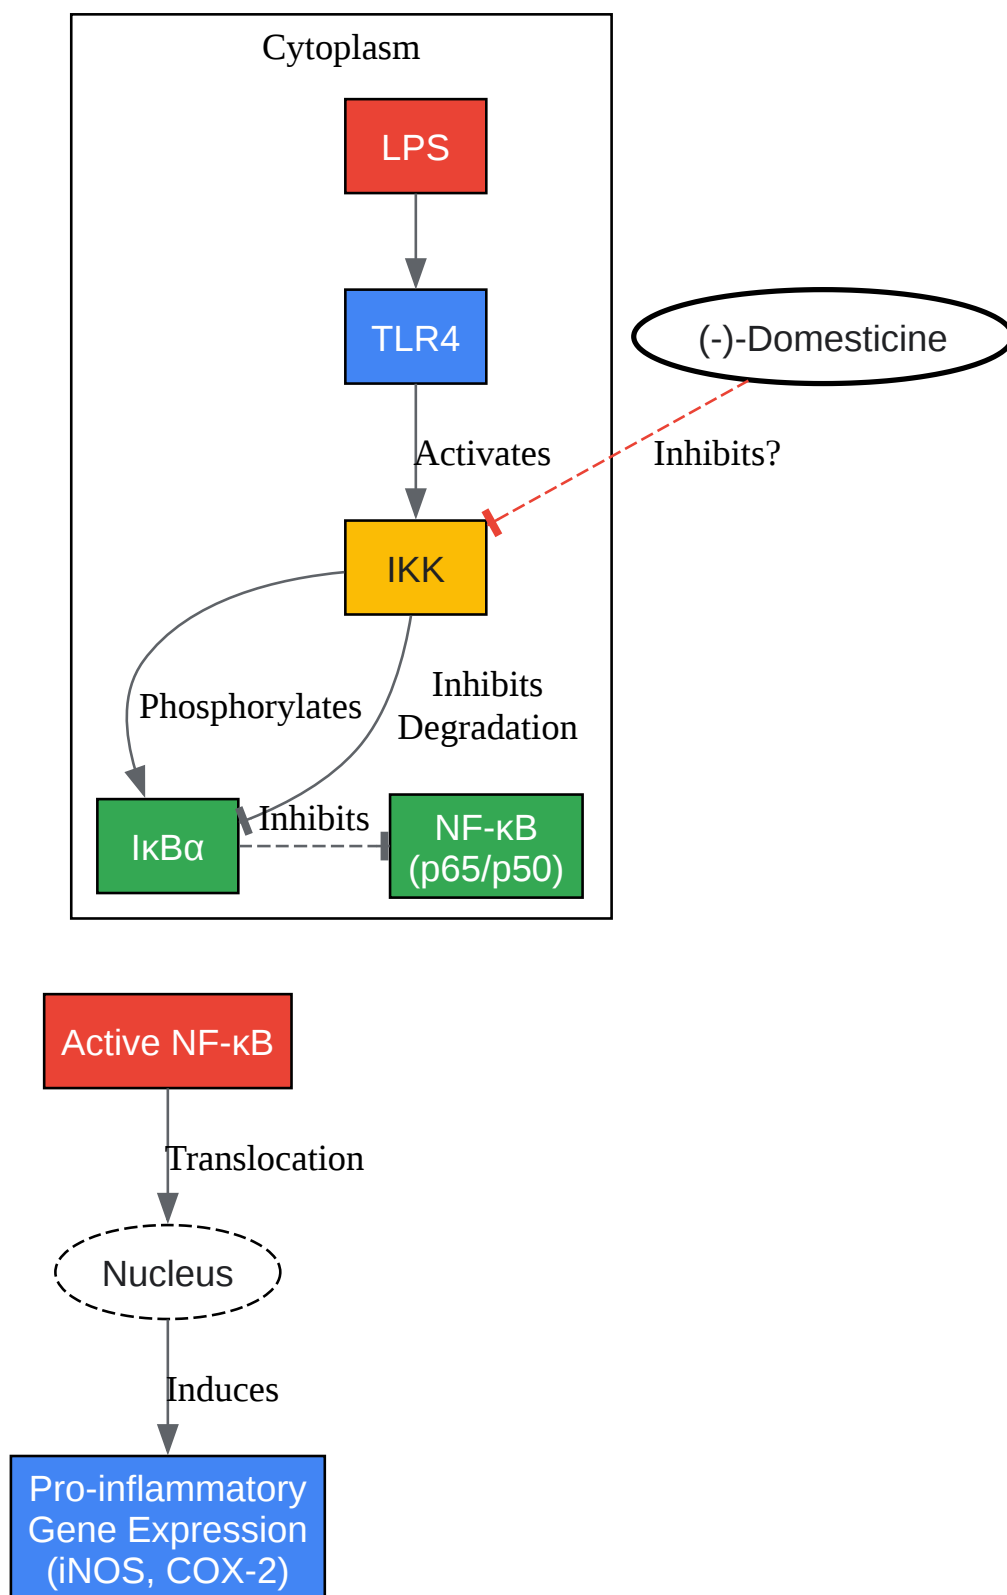 Cytoplasm
LPS
TLR4
(-)-Domesticine
Activates
Inhibits?
IKK
Phosphorylates
Inhibits
Degradation
IκBα
Inhibits
NF-κB
(p65/p50)
Active NF-κB
Translocation
Nucleus
Induces
Pro-inflammatory
Gene Expression
(iNOS, COX-2)